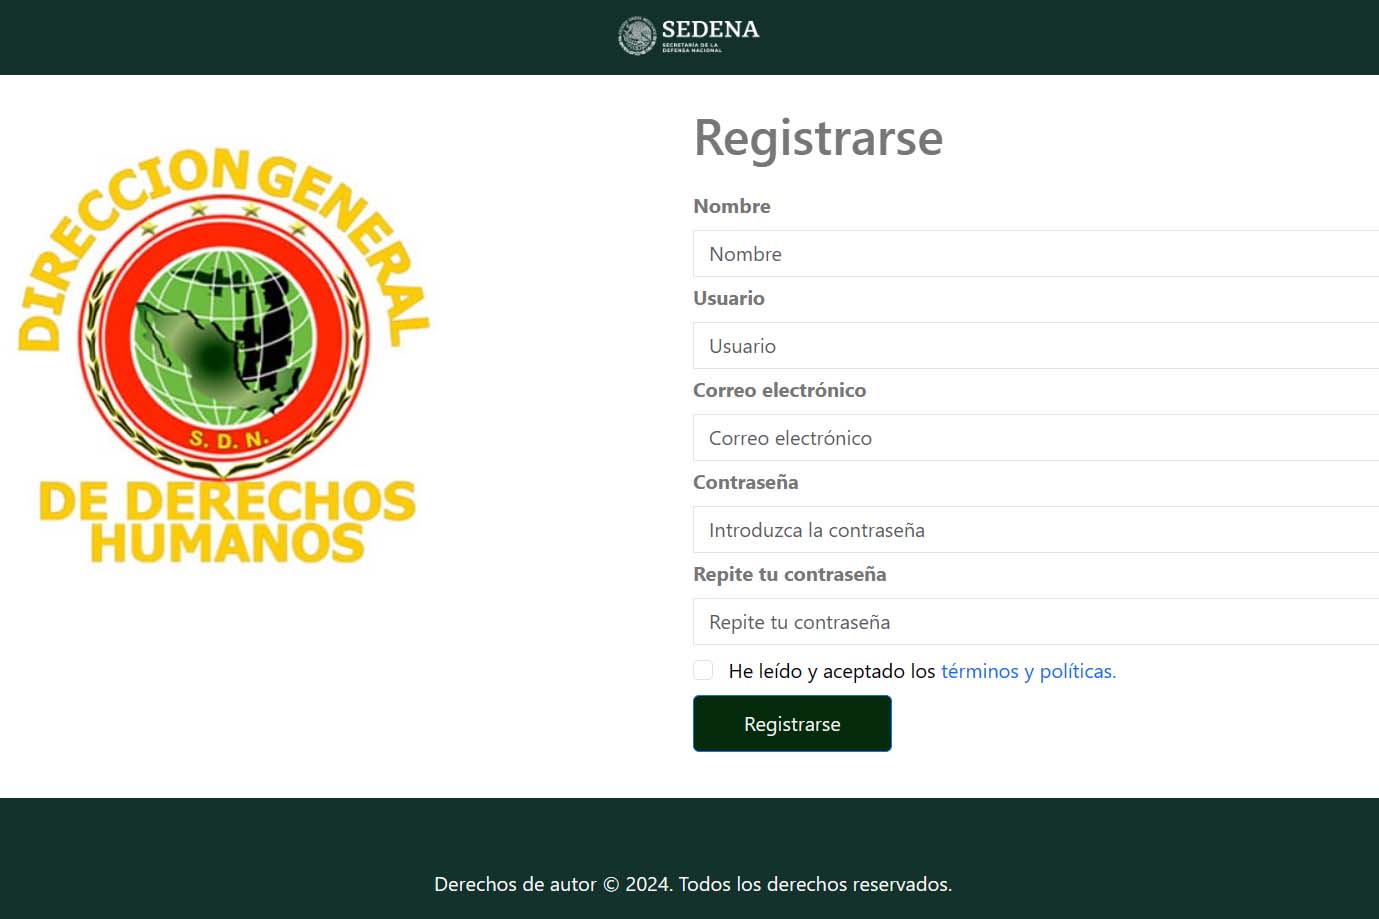 SEDENA
SECRETARÍA DE LA
DEFENSA NACIONAL
DIRECCION GENERAL
S. D. N.
DE DERECHOS
HUMANOS
Registrarse
Nombre
Nombre
Usuario
Usuario
Correo electrónico
Correo electrónico
Contraseña
Introduzca la contraseña
Repite tu contraseña
Repite tu contraseña
He leído y aceptado los términos y políticas.
Registrarse
Derechos de autor © 2024. Todos los derechos reservados.